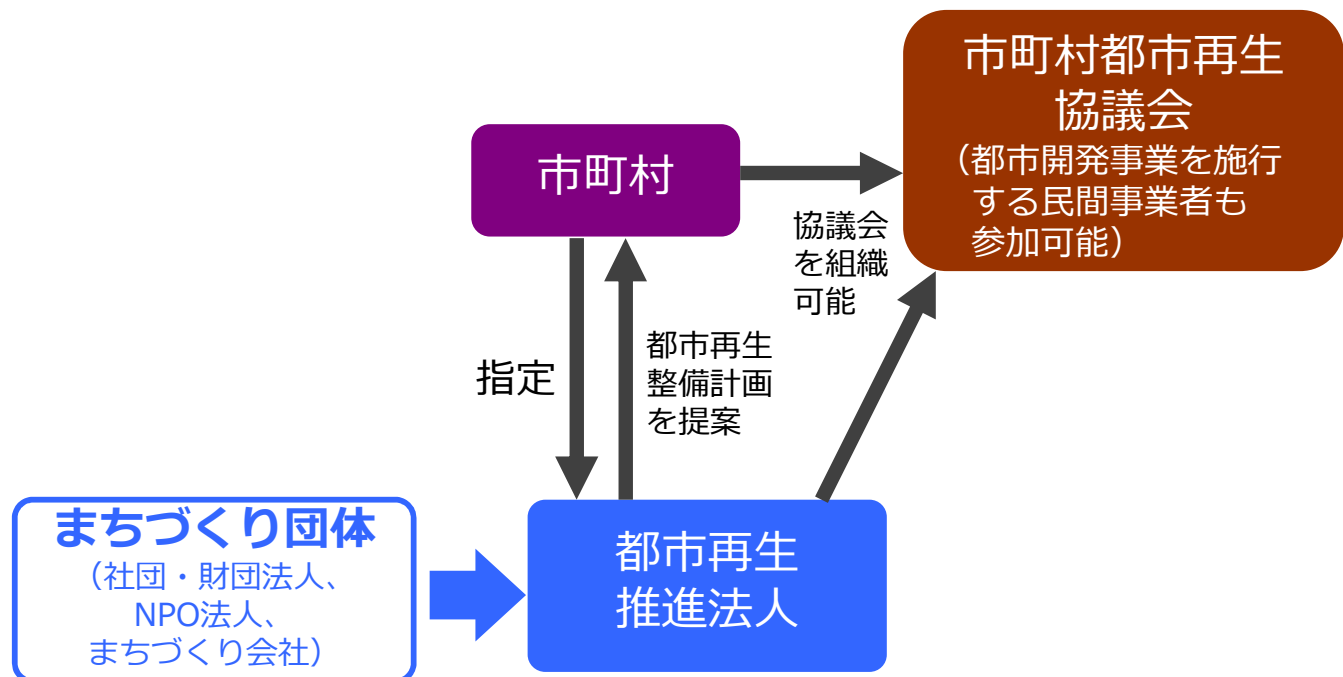 市町村都市再生
協議会
（都市開発事業を施行
する民間事業者も
参加可能）
市町村
協議会
を組織
可能
指定
都市再生
整備計画
を提案
まちづくり団体
（社団・財団法人、
NPO法人、
まちづくり会社）
都市再生
推進法人